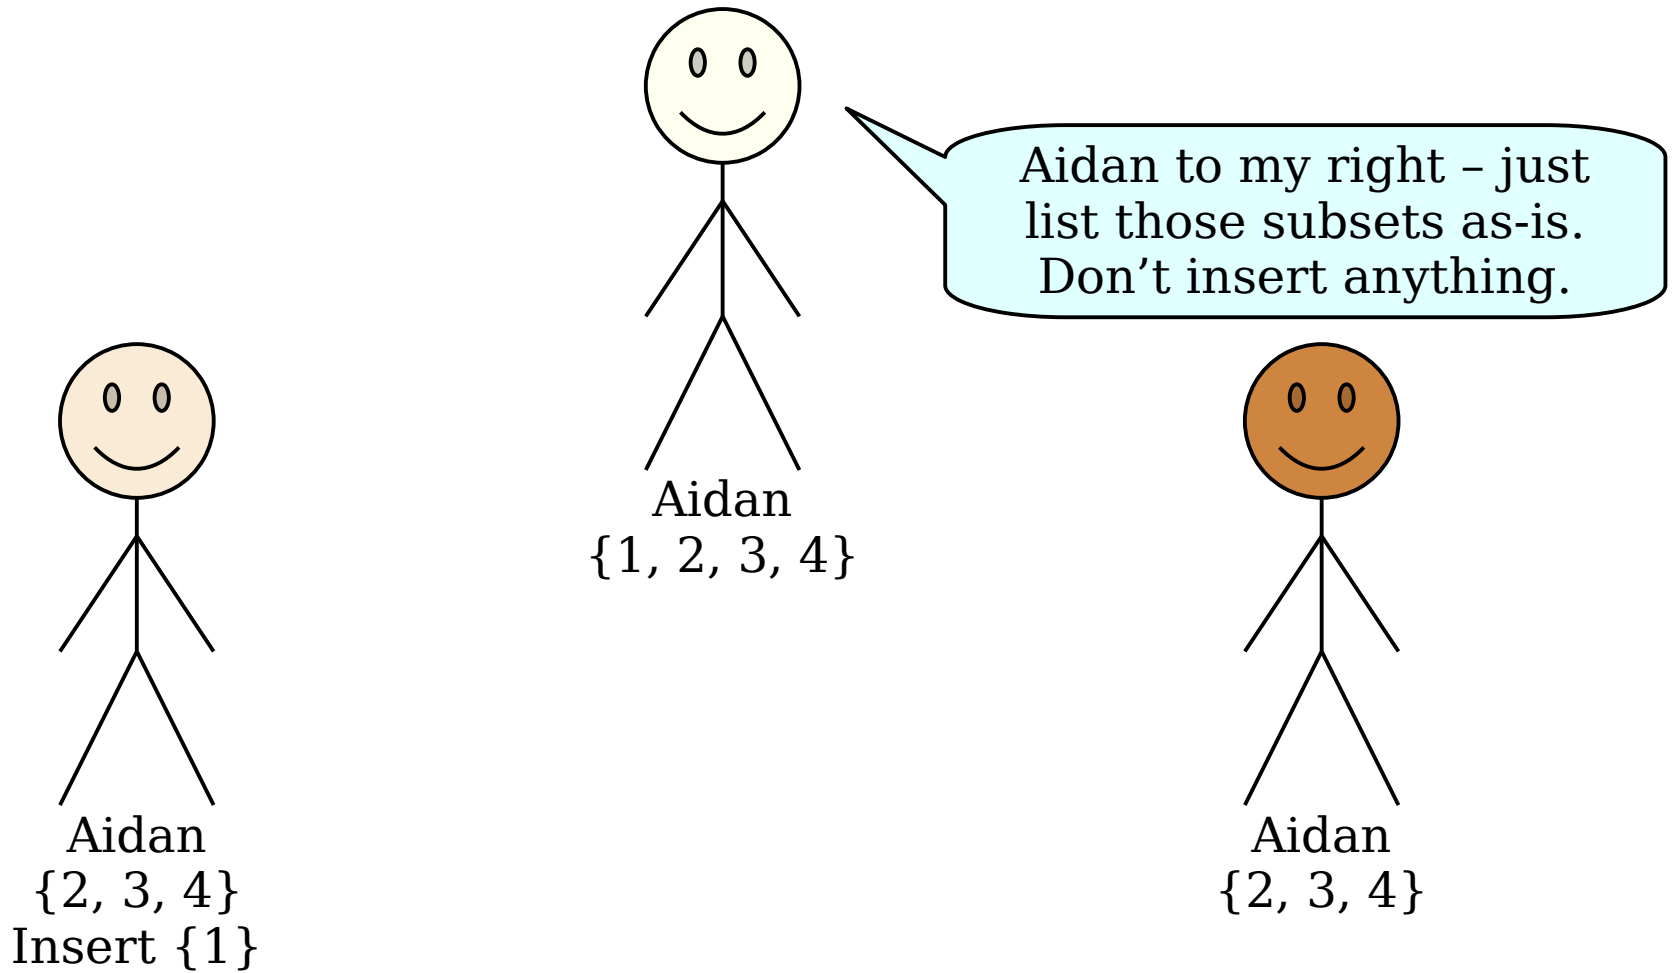 Aidan to my right – just
list those subsets as-is.
Don’t insert anything.
Aidan
{1, 2, 3, 4}
Aidan
{2, 3, 4}
Insert {1}
Aidan
{2, 3, 4}